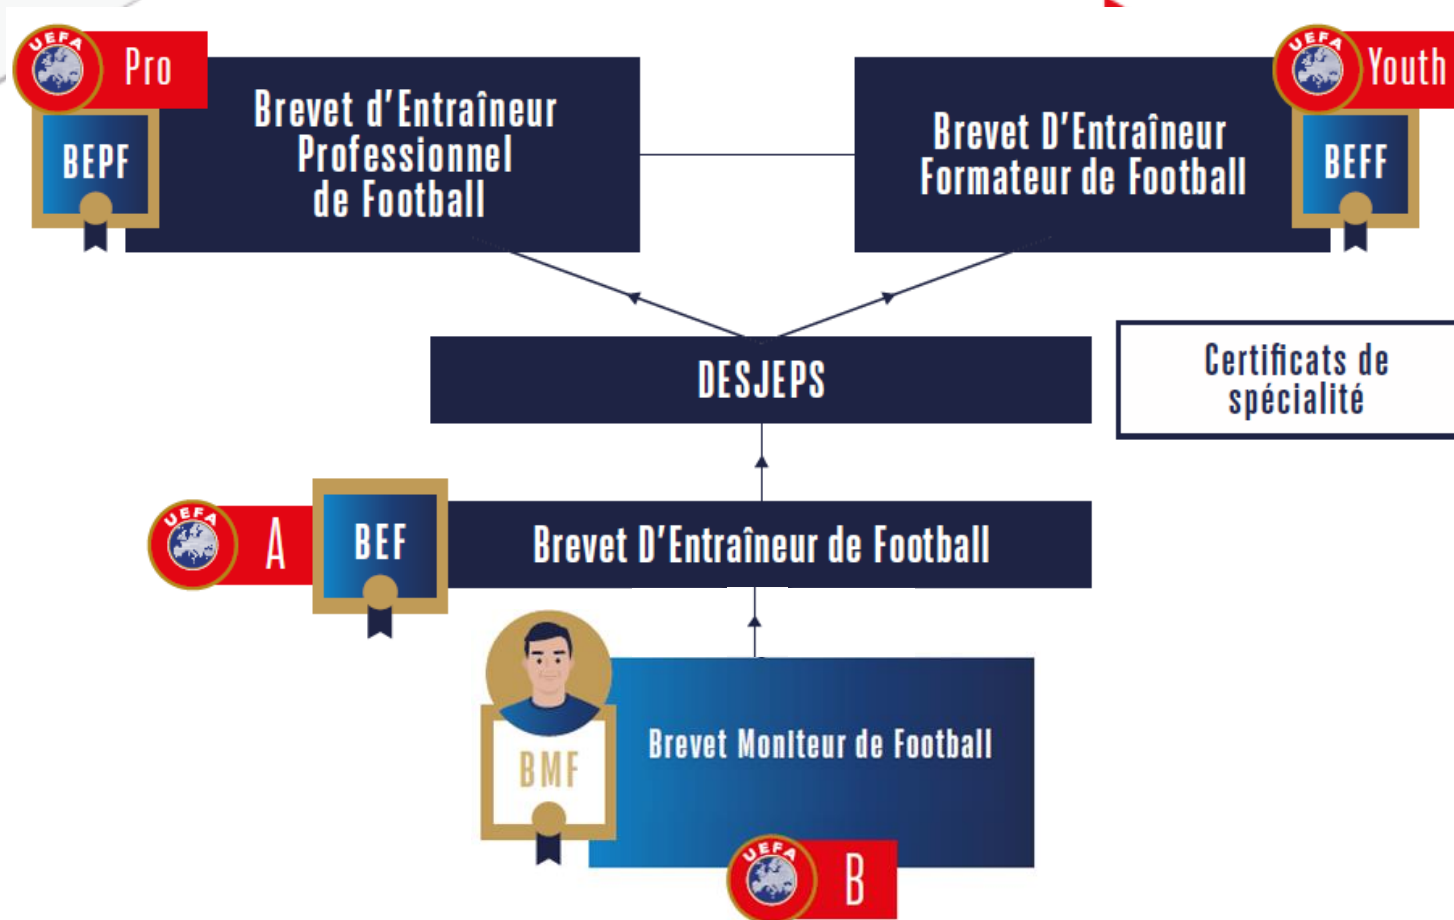 UEFA
Pro
BEPF
Brevet d'Entraîneur
Professionnel
de Football
Brevet D'Entraîneur
Formateur de Football
UEFA
Youth
BEFF
DESJEPS
Certificats de
spécialité
UEFA
A
BEF
Brevet D'Entraîneur de Football
BMF
Brevet Moniteur de Football
UEFA
B